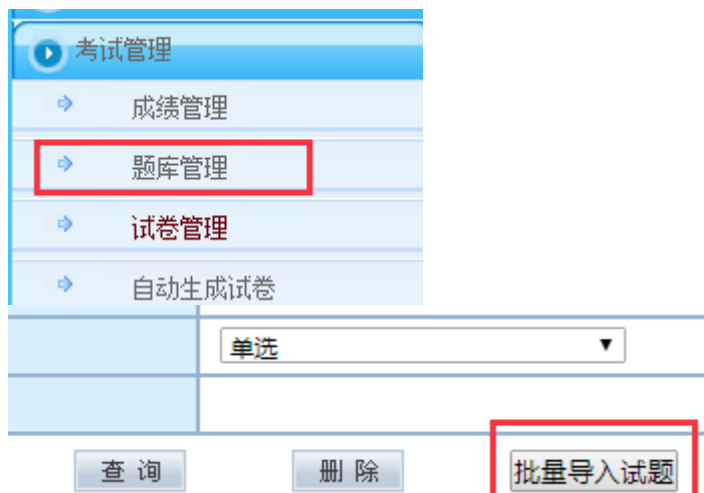 考试管理
成绩管理
题库管理
试卷管理
自动生成试卷
单选
查 询 删 除 批量导入试题